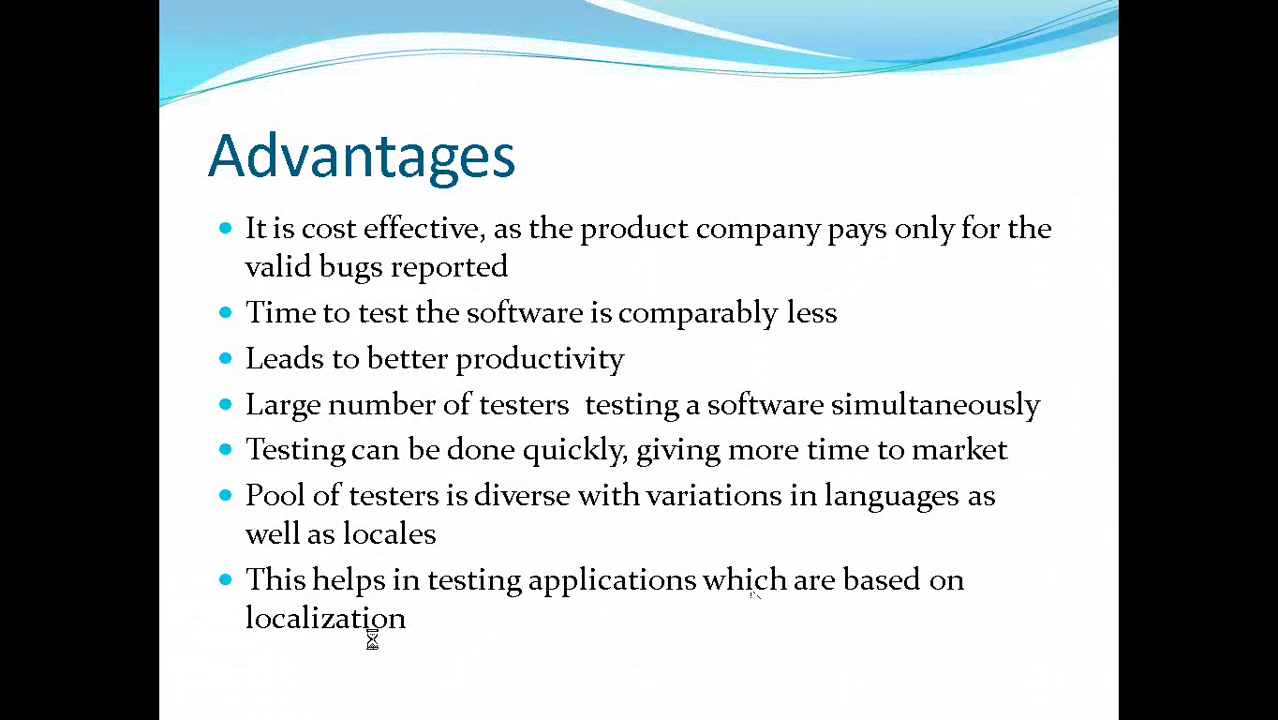 Advantages
It is cost effective, as the product company pays only for the
valid bugs reported
Time to test the software is comparably less
Leads to better productivity
Large number of testers  testing a software simultaneously
Testing can be done quickly, giving more time to market
Pool of testers is diverse with variations in languages as
well as locales
This helps in testing applications which are based on
localization